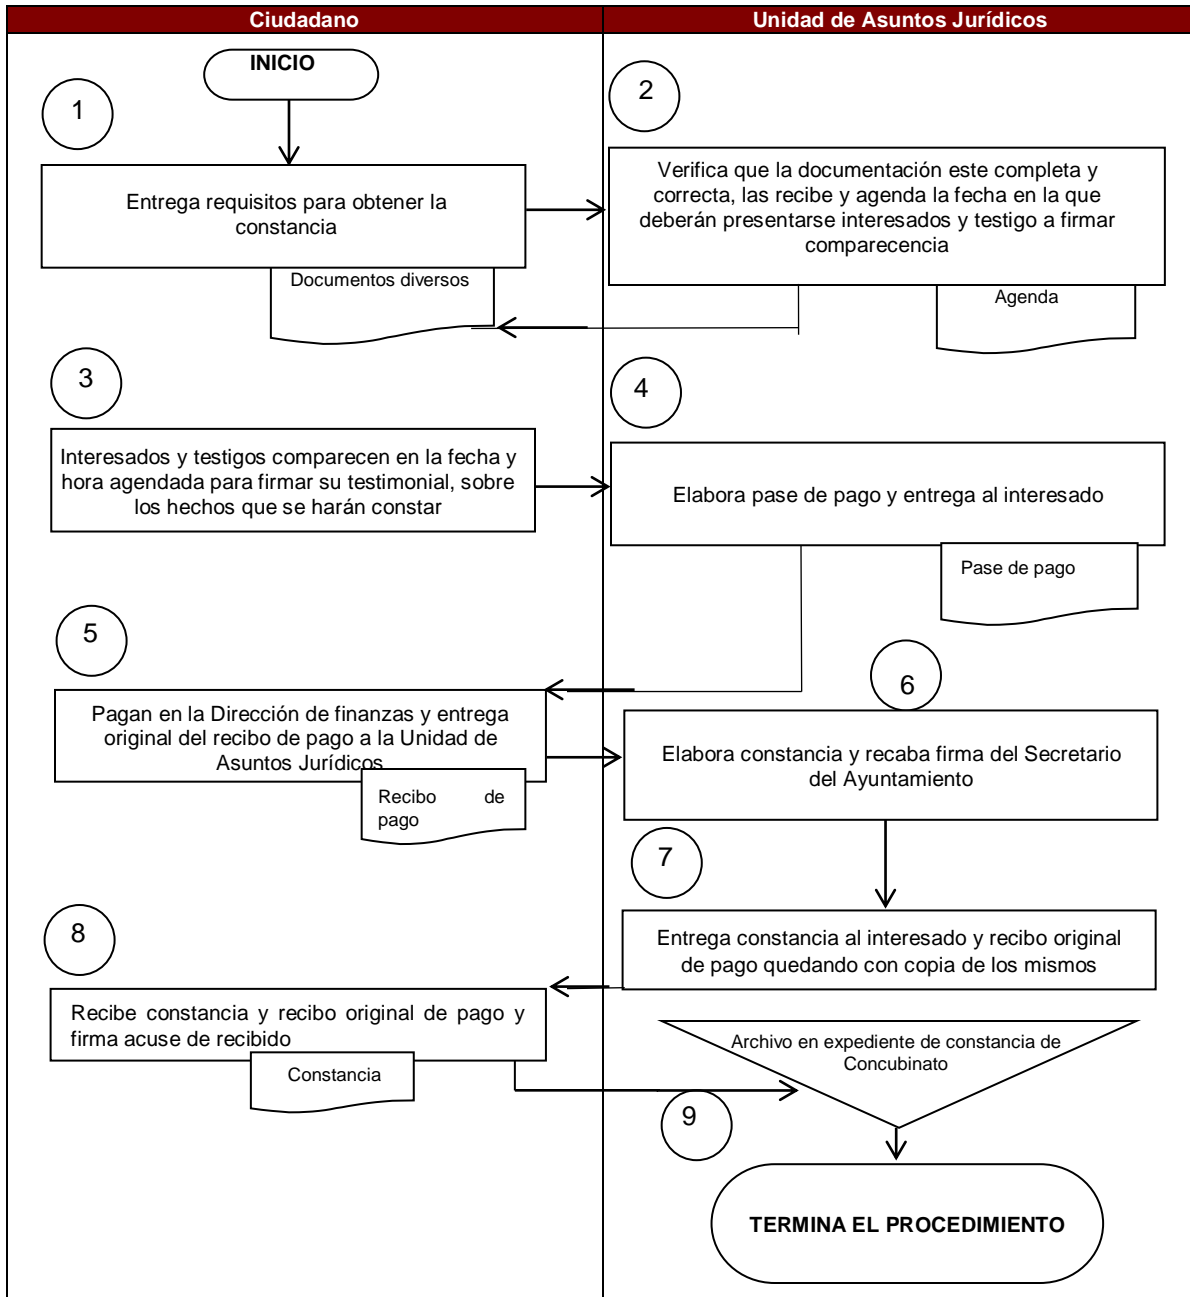 Ciudadano
Unidad de Asuntos Jurídicos
INICIO
1
2
Entrega requisitos para obtener la
constancia
Verifica que la documentación este completa y
correcta, las recibe y agenda la fecha en la que
deberán presentarse interesados y testigo a firmar
comparecencia
Documentos diversos
Agenda
3
4
Interesados y testigos comparecen en la fecha y
hora agendada para firmar su testimonial, sobre
los hechos que se harán constar
Elabora pase de pago y entrega al interesado
Pase de pago
5
6
Pagan en la Dirección de finanzas y entrega
original del recibo de pago a la Unidad de
Asuntos Jurídicos
Recibo de
pago
Elabora constancia y recaba firma del Secretario
del Ayuntamiento
7
Entrega constancia al interesado y recibo original
de pago quedando con copia de los mismos
8
Recibe constancia y recibo original de pago y
firma acuse de recibido
Constancia
Archivo en expediente de constancia de
Concubinato
9
TERMINA EL PROCEDIMIENTO